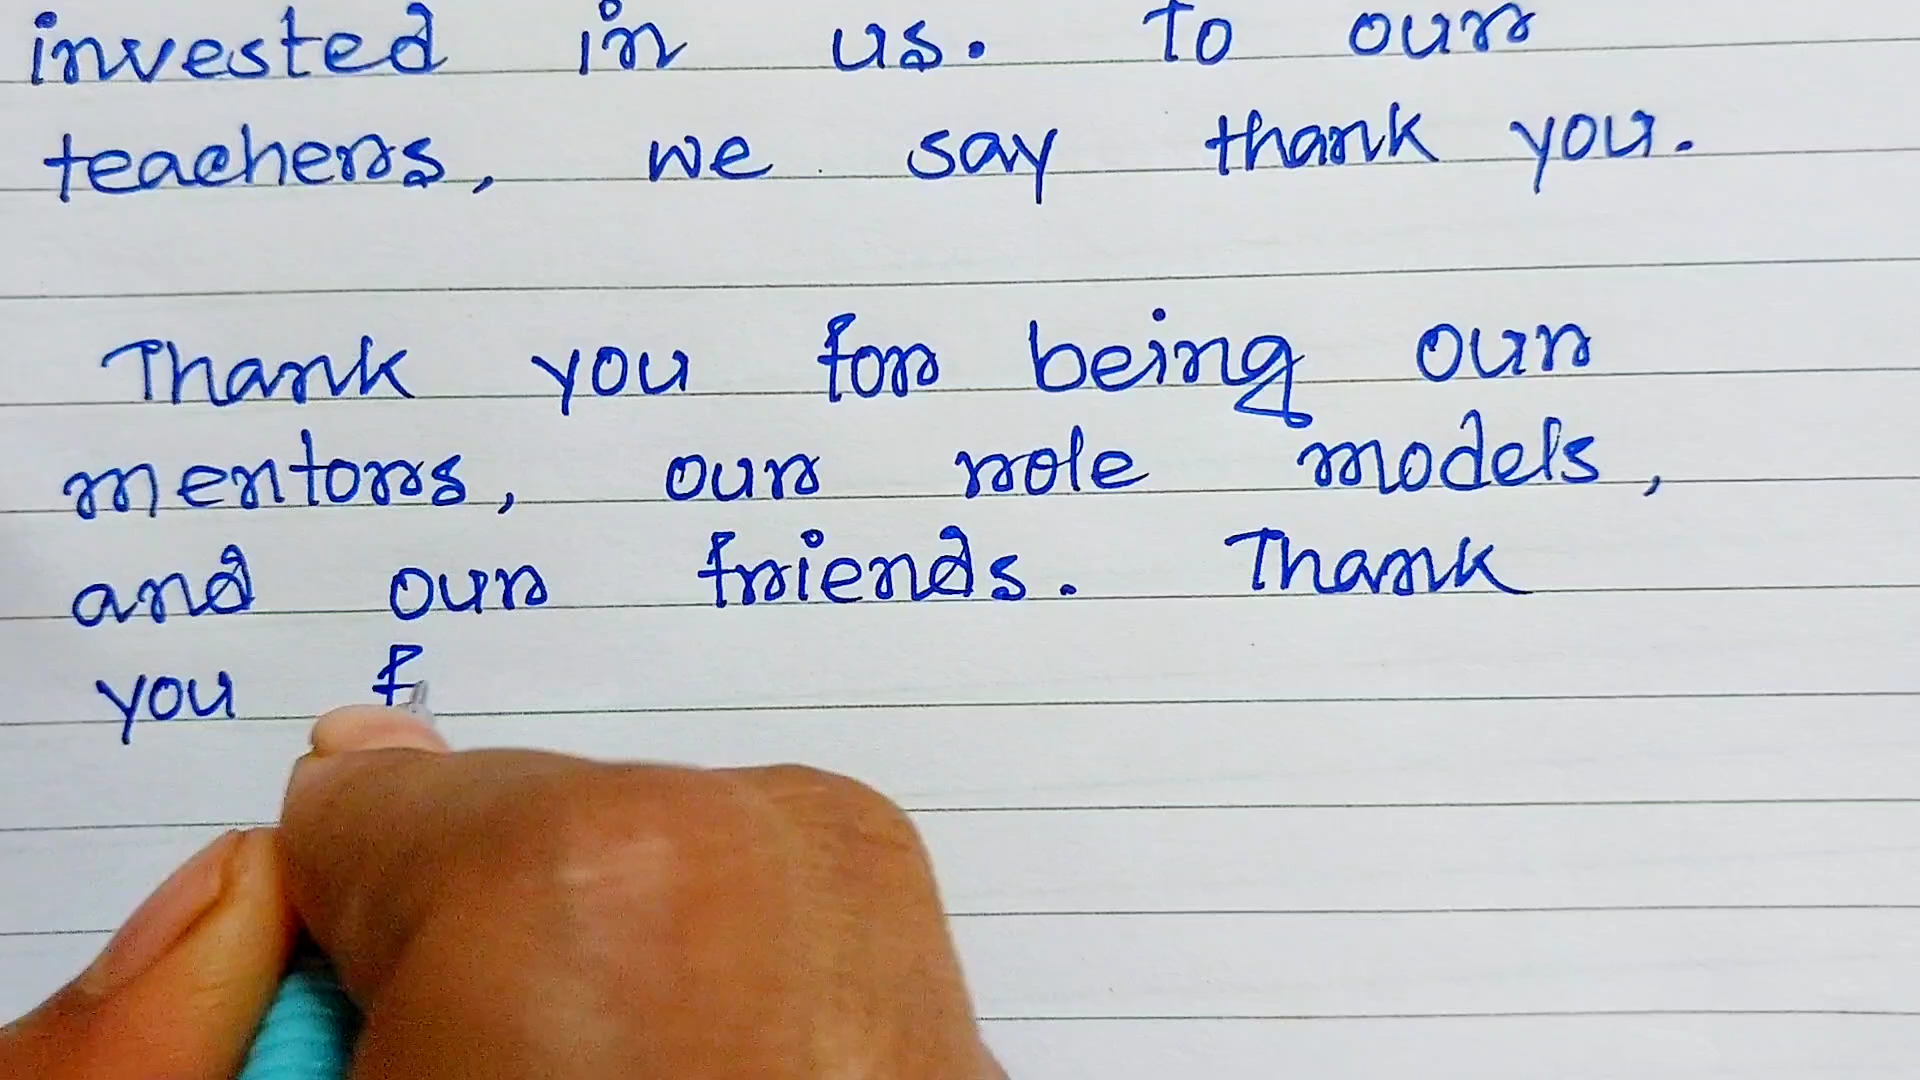 invested in us. To our
teachers, we say thank you.
Thank you for being our
mentors, our role models,
and our friends. Thank
you f